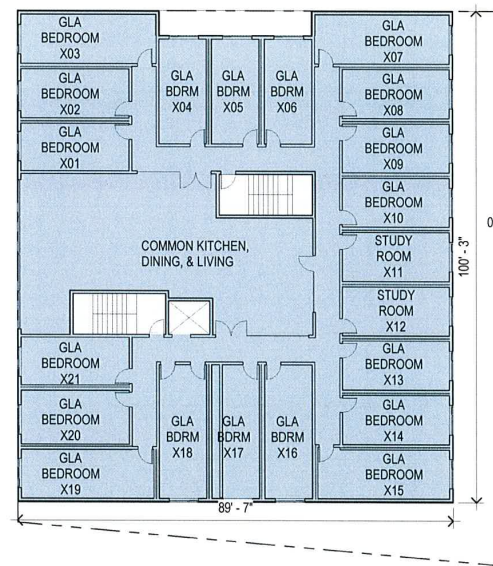 GLA
BEDROOM
X03
GLA
BEDROOM
X02
GLA
BEDROOM
X01
GLA
BDRM
X04
GLA
BDRM
X05
GLA
BDRM
X06
GLA
BEDROOM
X07
GLA
BEDROOM
X08
GLA
BEDROOM
X09
GLA
BEDROOM
X10
STUDY
ROOM
X11
STUDY
ROOM
X12
GLA
BEDROOM
X13
GLA
BEDROOM
X14
GLA
BEDROOM
X15
COMMON KITCHEN,
DINING, & LIVING
GLA
BEDROOM
X21
GLA
BEDROOM
X20
GLA
BEDROOM
X19
GLA
BDRM
X18
GLA
BDRM
X17
GLA
BDRM
X16
100' - 3"
0
89' - 7"